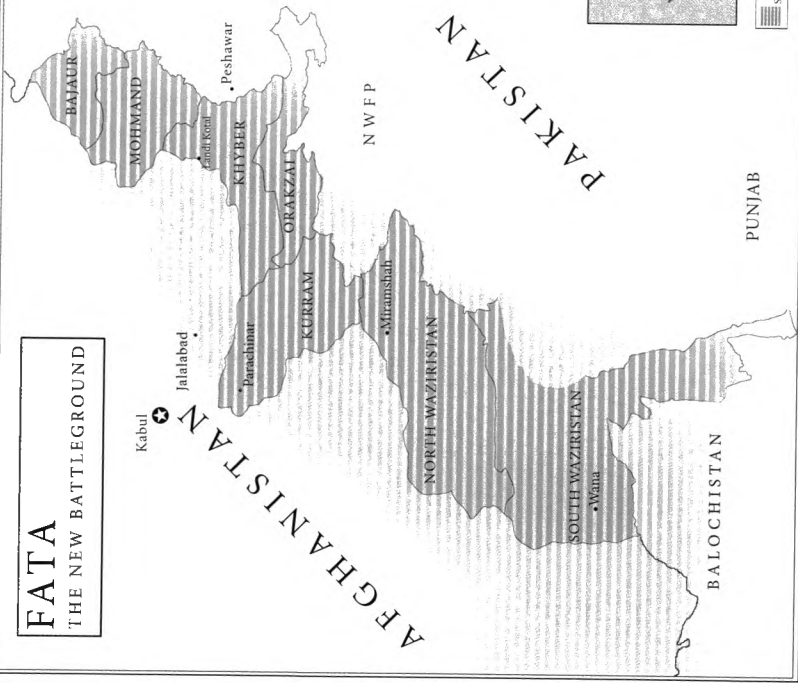 FATA
THE NEW BATTLEGROUND
BAJAUR
MOHMAND
Landi Kotal
Peshawar
KHYBER
ORAKZAI
NWFP
PAKISTAN
Kabul
Jalalabad
Parachinar
KURRAM
Miramshah
AFGHANISTAN
NORTH WAZIRISTAN
SOUTH WAZIRISTAN
Wana
BALOCHISTAN
PUNJAB